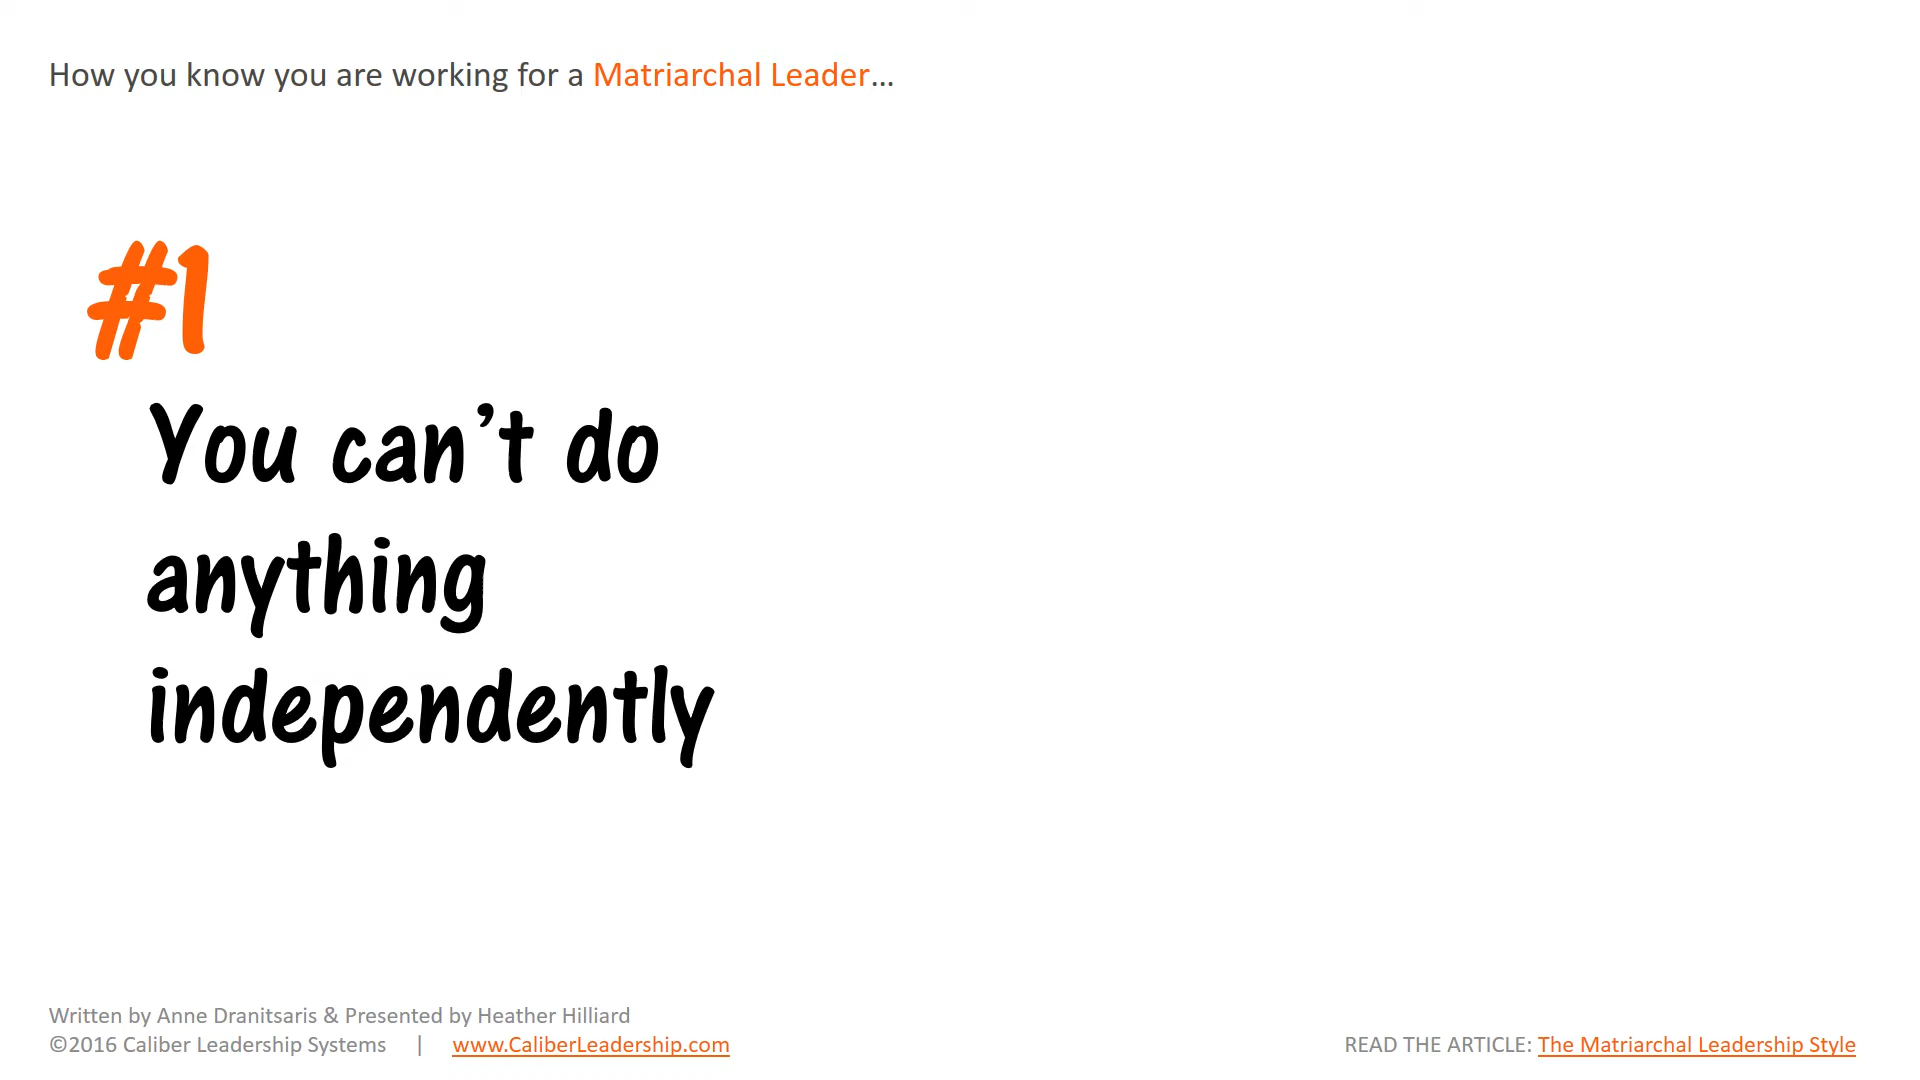 How you know you are working for a Matriarchal Leader...
#1
You can’t do
anything
independently
Written by Anne Dranitsaris & Presented by Heather Hilliard
©2016 Caliber Leadership Systems | www.CaliberLeadership.com
READ THE ARTICLE: The Matriarchal Leadership Style